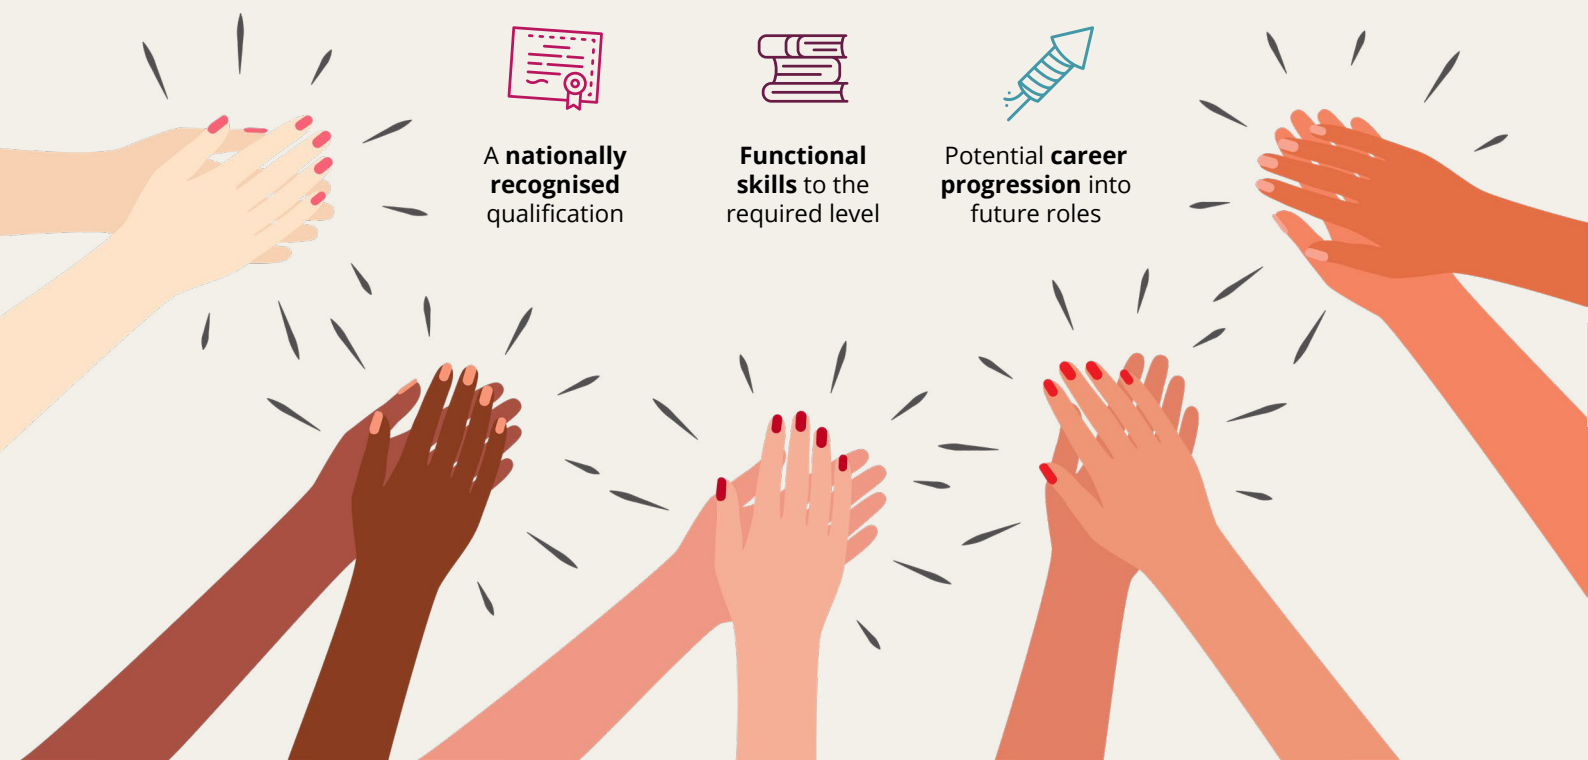 A nationally
recognised
qualification
Functional
skills to the
required level
Potential career
progression into
future roles